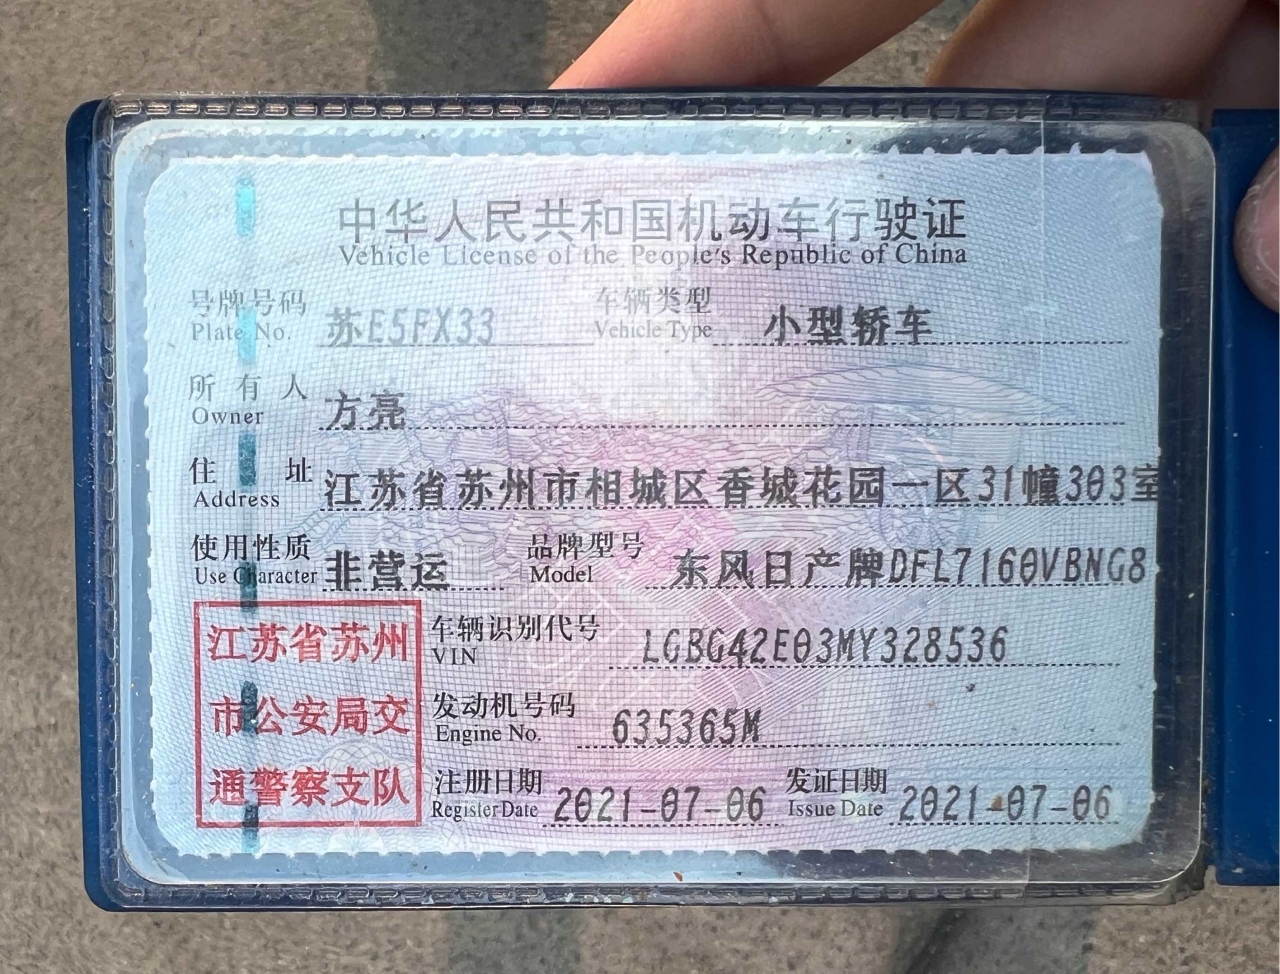 中华人民共和国机动车行驶证
Vehicle License of the People's Republic of China
号牌号码 苏E5FX33 车辆类型 小型轿车
Plate No. Vehicle Type
所有人 方亮
Owner
住址 江苏省苏州市相城区香城花园一区31幢303室
Address
使用性质 非营运 品牌型号 东风日产牌DFL7160VBNG8
Use Character Model
江苏省苏州
市公安局交
通警察支队
车辆识别代号 LGBG42E03MY328536
VIN
发动机号码 635365M
Engine No.
注册日期 2021-07-06 发证日期 2021-07-06
Register Date Issue Date